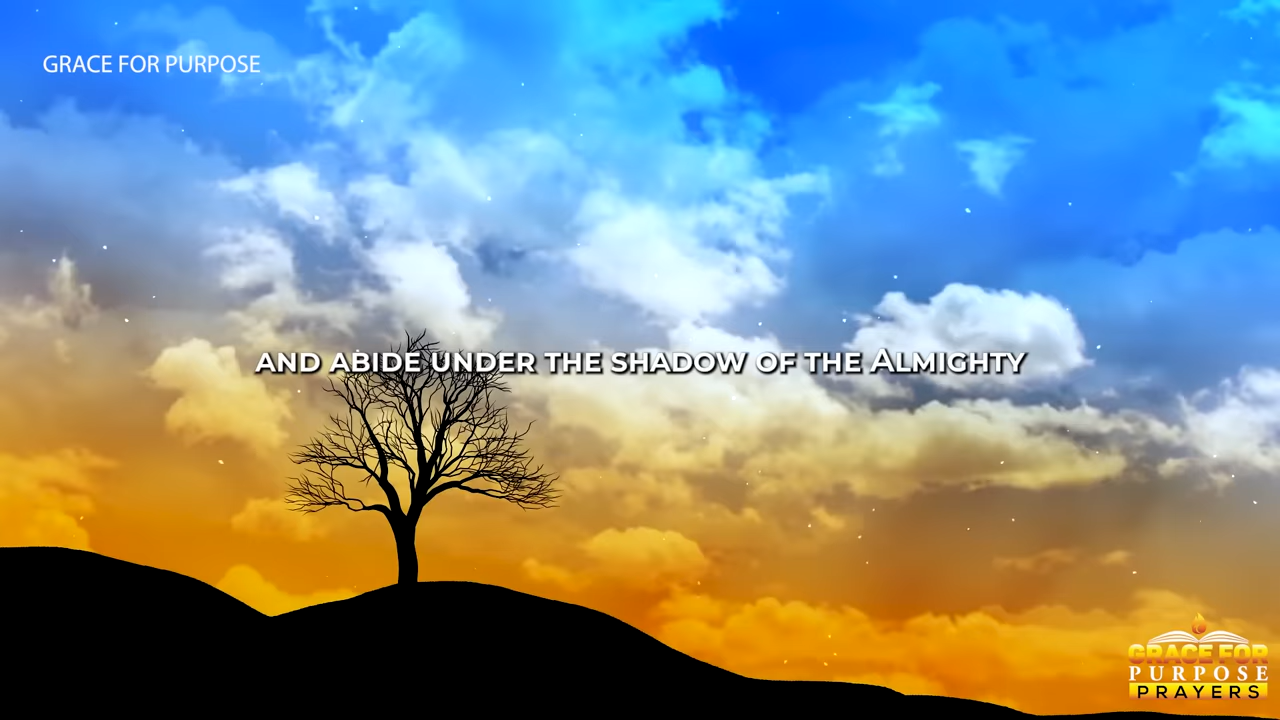 GRACE FOR PURPOSE
AND ABIDE UNDER THE SHADOW OF THE ALMIGHTY
GRACE FOR
PURPOSE
PRAYERS